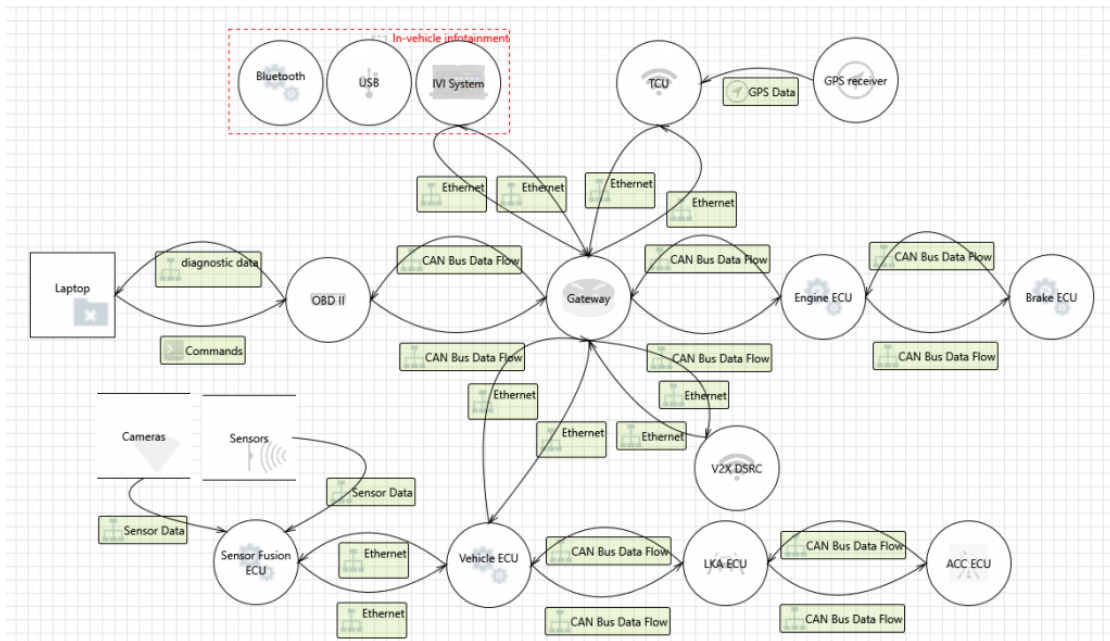 In-vehicle infotainment
Bluetooth
USB
IVI System
TCU
GPS receiver
GPS Data
Ethernet
Ethernet
Ethernet
Ethernet
Laptop
diagnostic data
Commands
OBD II
CAN Bus Data Flow
CAN Bus Data Flow
Gateway
CAN Bus Data Flow
CAN Bus Data Flow
Engine ECU
CAN Bus Data Flow
CAN Bus Data Flow
Brake ECU
Ethernet
Ethernet
Ethernet
Ethernet
V2X DSRC
Cameras
Sensors
Sensor Data
Sensor Data
Sensor Fusion
ECU
Ethernet
Ethernet
Vehicle ECU
CAN Bus Data Flow
CAN Bus Data Flow
LKA ECU
CAN Bus Data Flow
CAN Bus Data Flow
ACC ECU